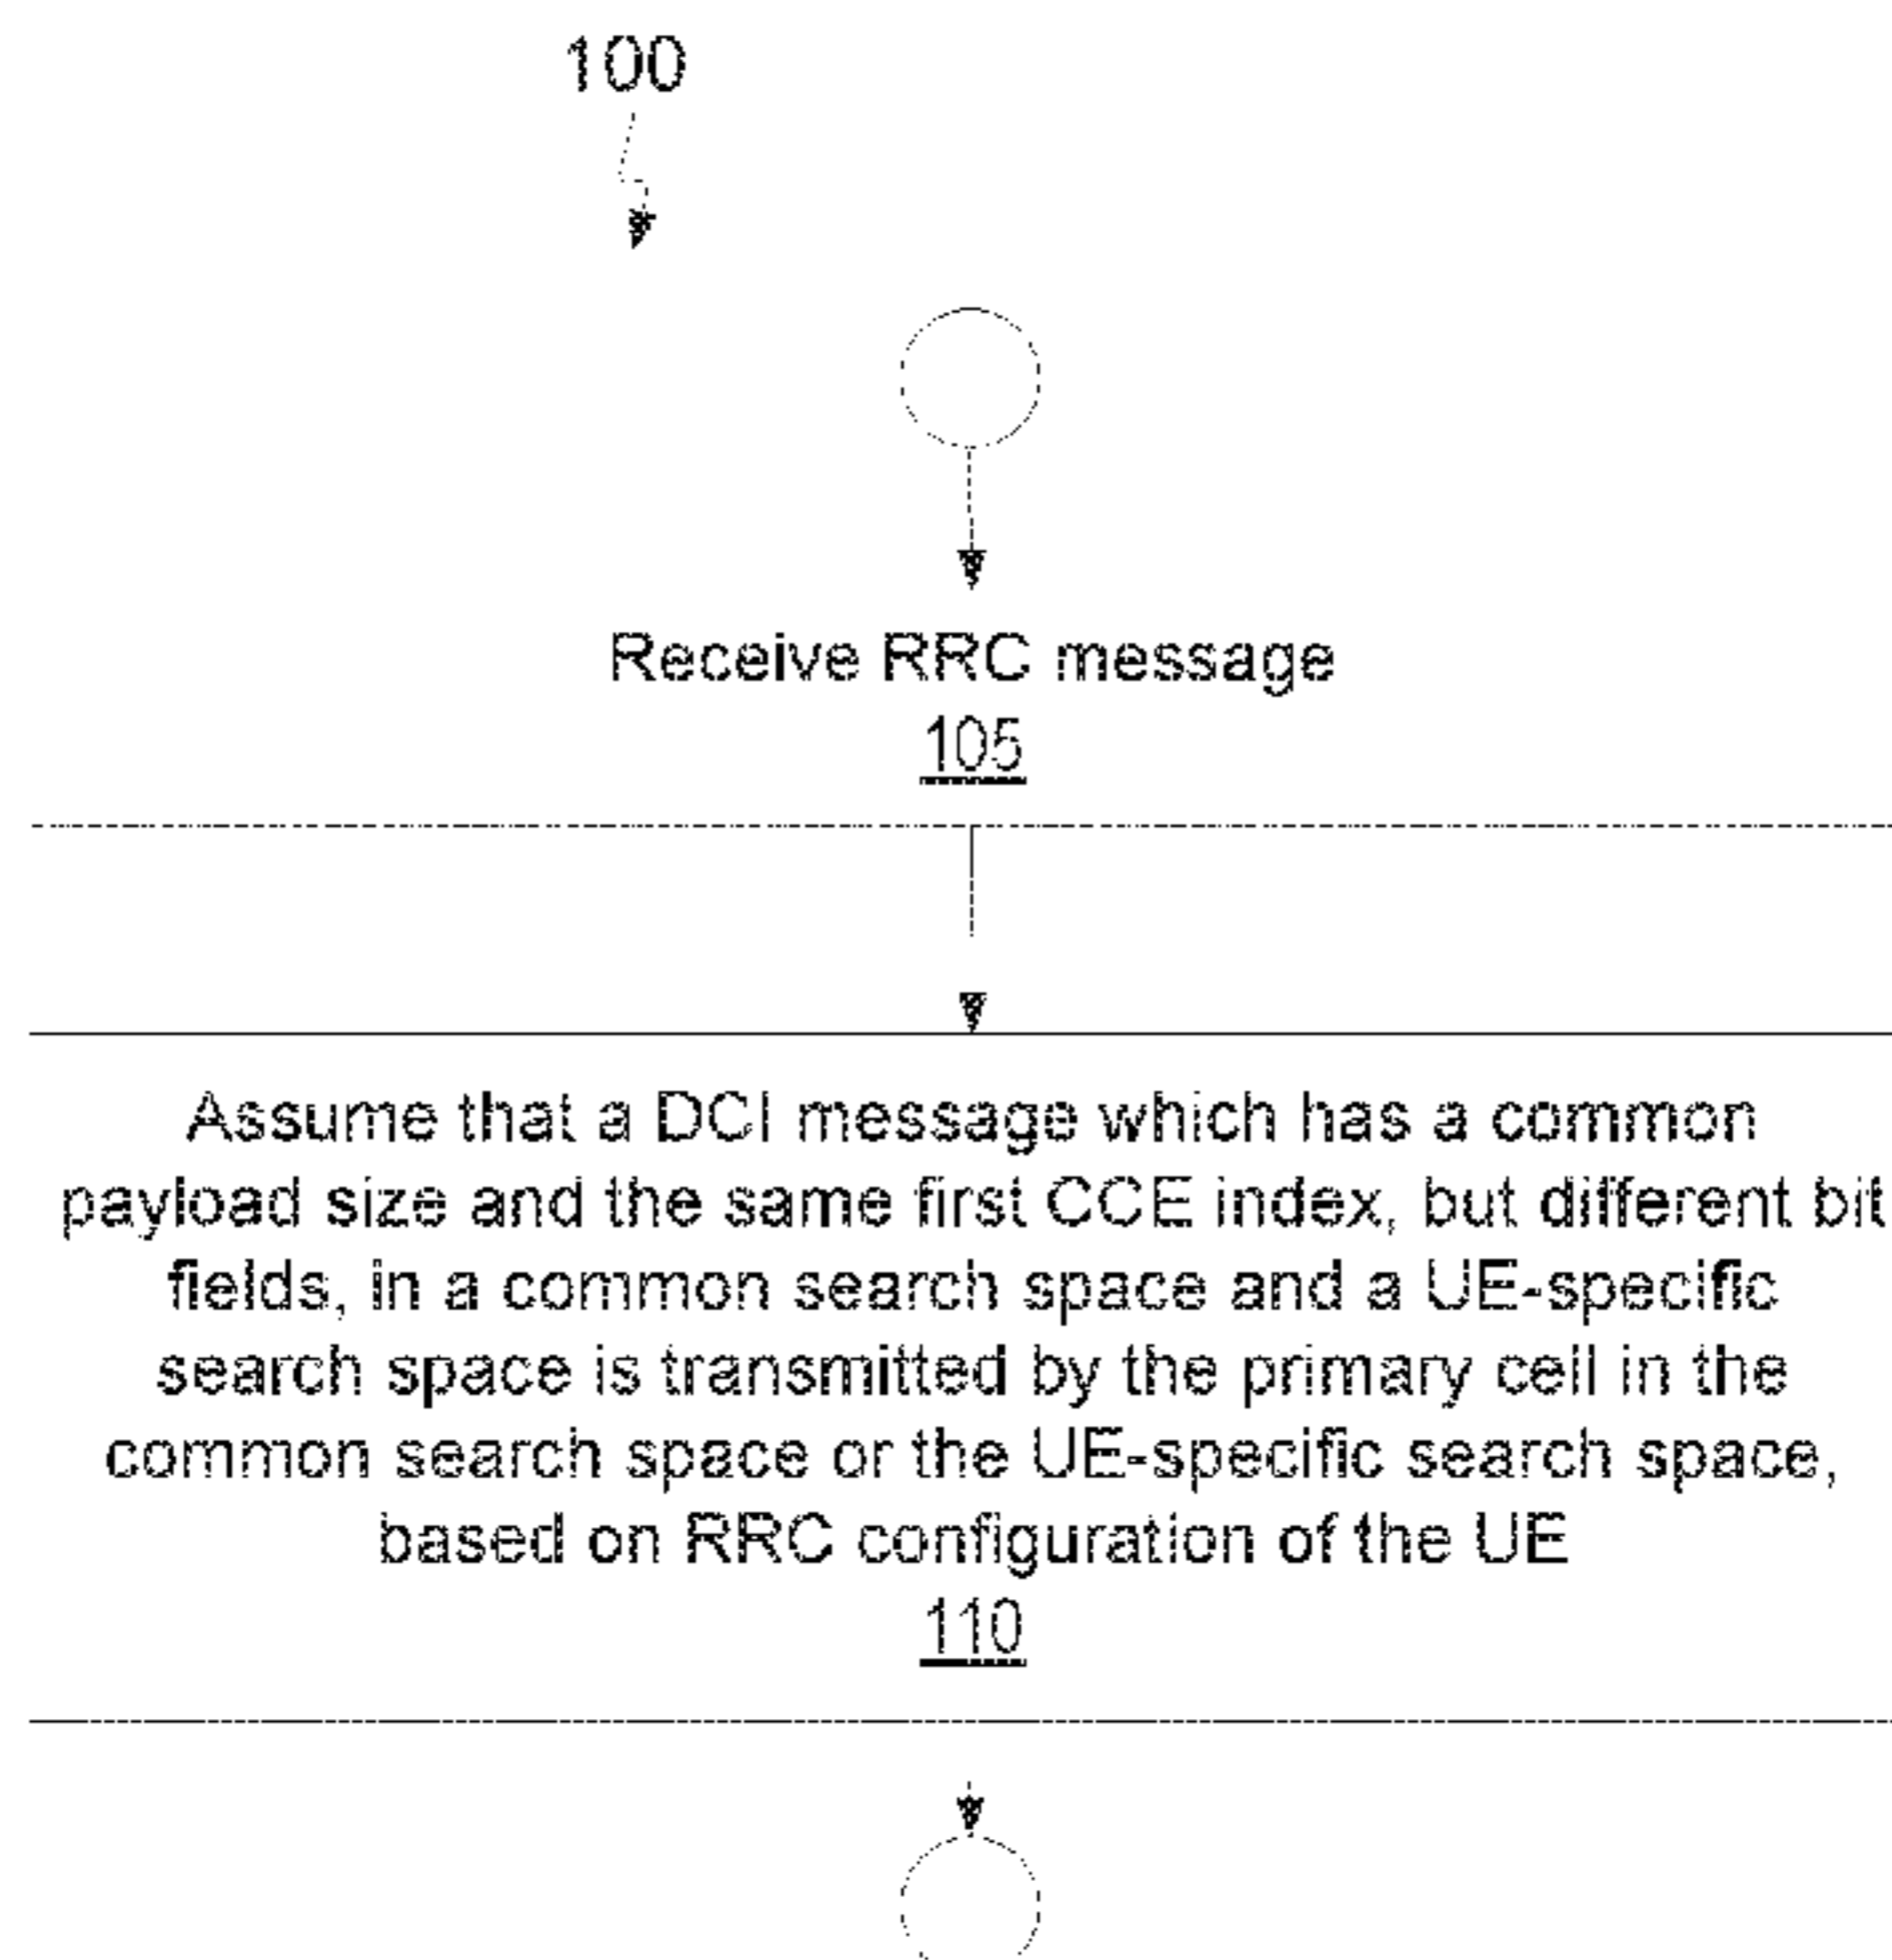 100
Receive RRC message
105
Assume that a DCI message which has a common
payload size and the same first CCE index, but different bit
fields, in a common search space and a UE-specific
search space is transmitted by the primary cell in the
common search space or the UE-specific search space,
based on RRC configuration of the UE
110